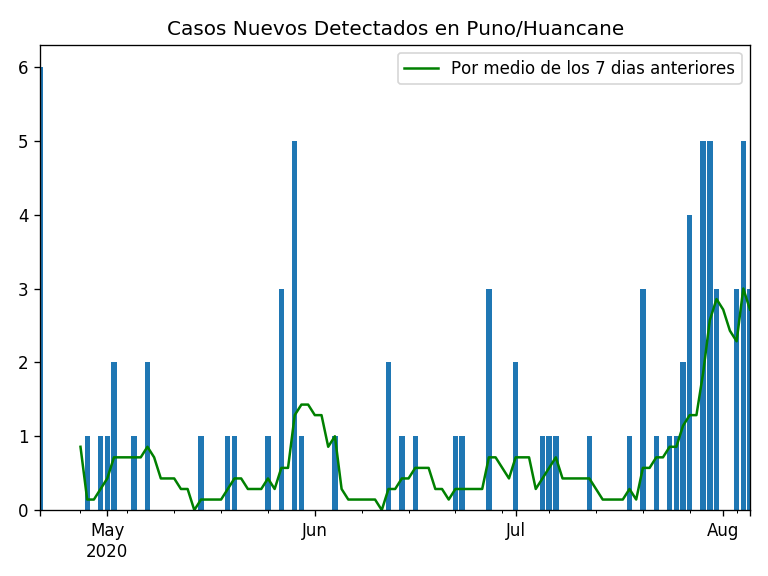 Casos Nuevos Detectados en Puno/Huancane
Por medio de los 7 dias anteriores
6
5
4
3
2
1
0
May Jun Jul Aug
2020